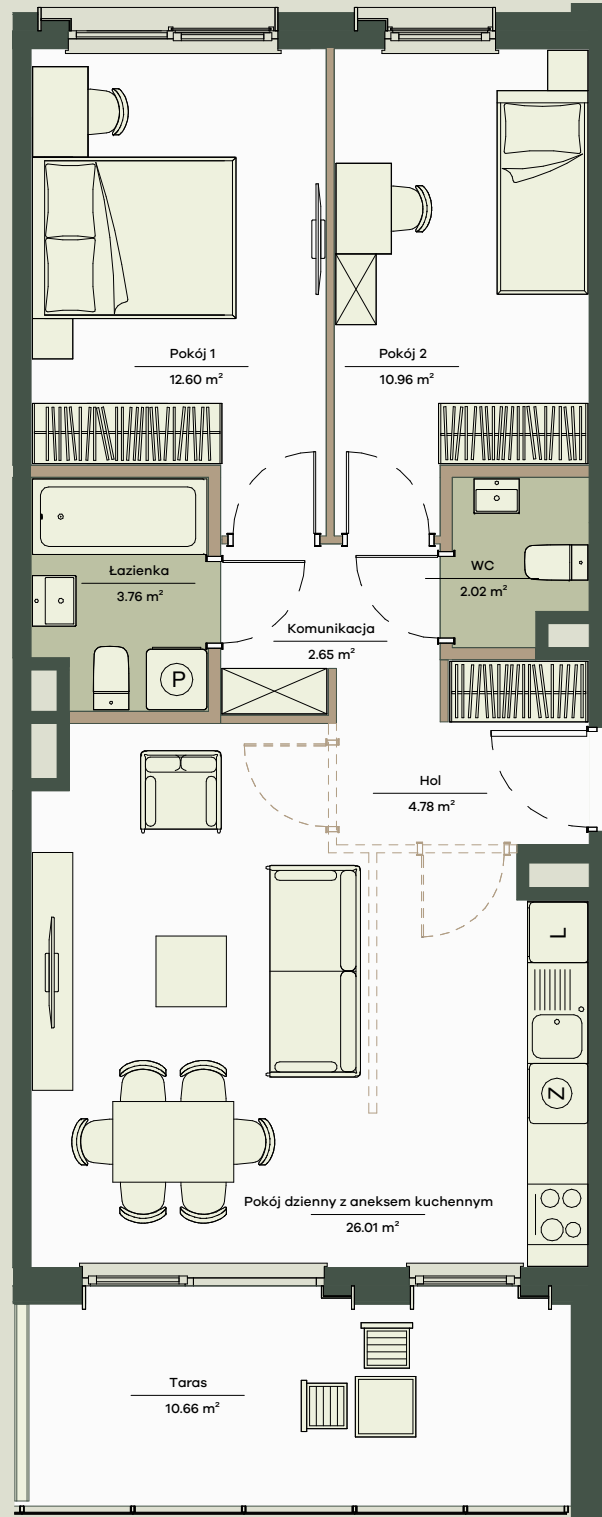 Pokój 1
12.60 m²
Pokój 2
10.96 m²
Łazienka
3.76 m²
WC
2.02 m²
Komunikacja
2.65 m²
P
Hol
4.78 m²
L
Z
Pokój dzienny z aneksem kuchennym
26.01 m²
Taras
10.66 m²